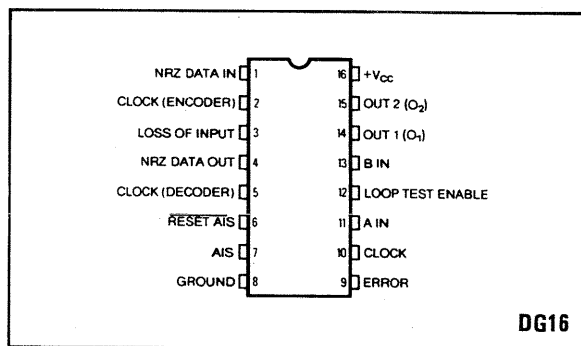 NRZ DATA IN 1 16 +VCC
CLOCK (ENCODER) 2 15 OUT 2 (O2)
LOSS OF INPUT 3 14 OUT 1 (O1)
NRZ DATA OUT 4 13 B IN
CLOCK (DECODER) 5 12 LOOP TEST ENABLE
RESET AIS 6 11 A IN
AIS 7 10 CLOCK
GROUND 8 9 ERROR
DG16